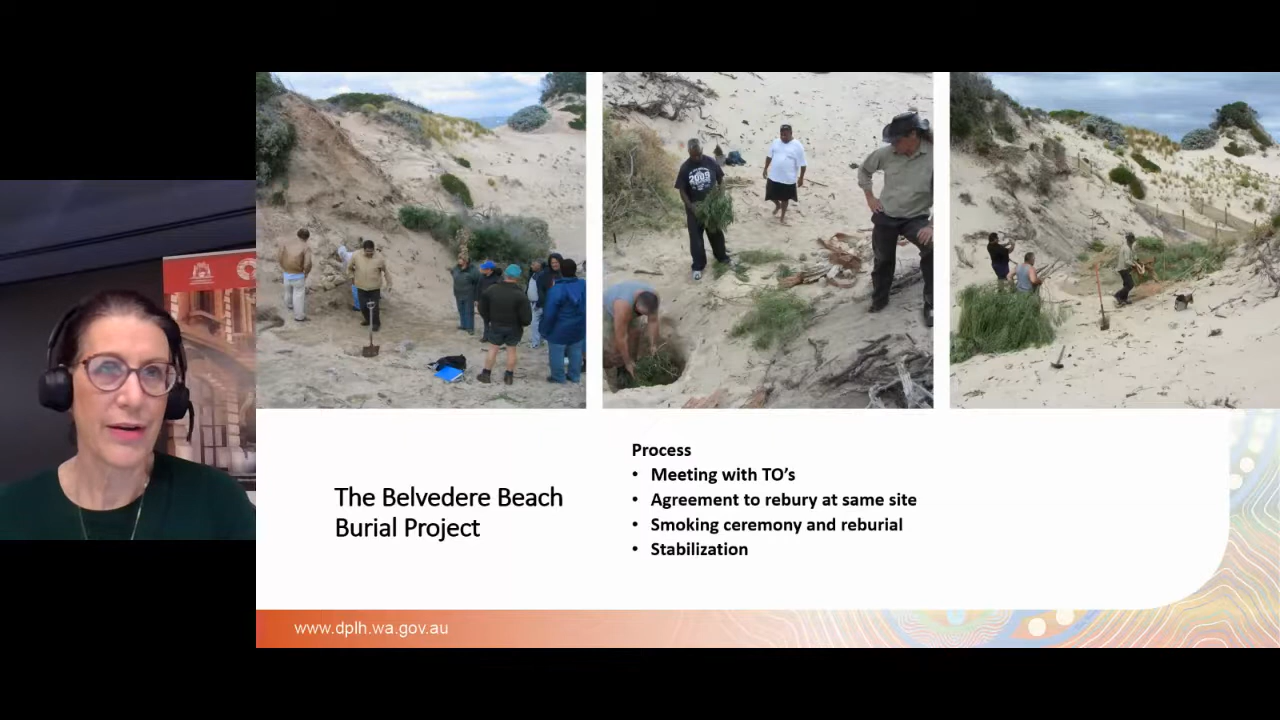 2009
The Belvedere Beach
Burial Project
Process
• Meeting with TO's
• Agreement to rebury at same site
• Smoking ceremony and reburial
• Stabilization
www.dplh.wa.gov.au